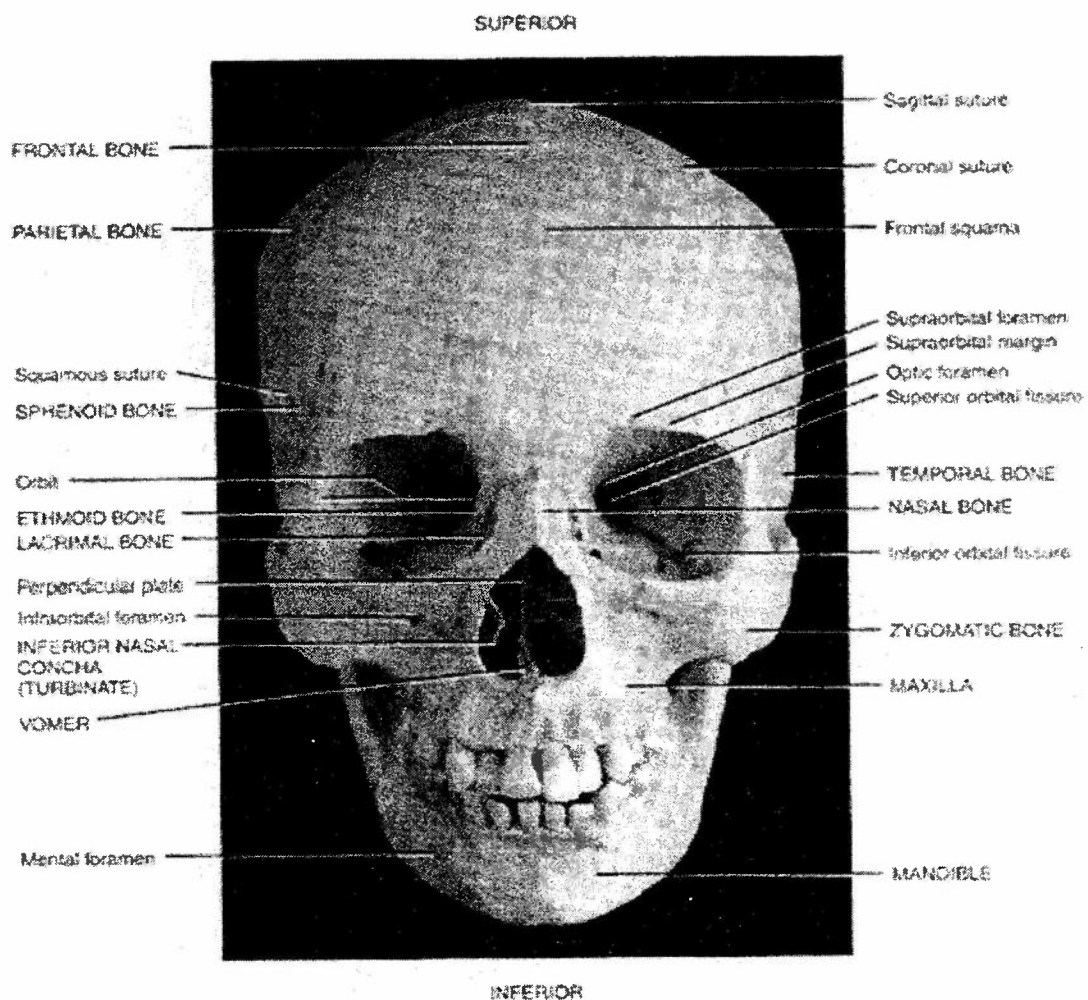 SUPERIOR
FRONTAL BONE
PARIETAL BONE
Squamous suture
SPHENOID BONE
Orbit
ETHMOID BONE
LACRIMAL BONE
Perpendicular plate
Infraorbital foramen
INFERIOR NASAL
CONCHA
(TURBINATE)
VOMER
Mental foramen
Sagittal suture
Coronal suture
Frontal squama
Supraorbital foramen
Supraorbital margin
Optic foramen
Superior orbital fissure
TEMPORAL BONE
NASAL BONE
Inferior orbital fissure
ZYGOMATIC BONE
MAXILLA
MANDIBLE
INFERIOR